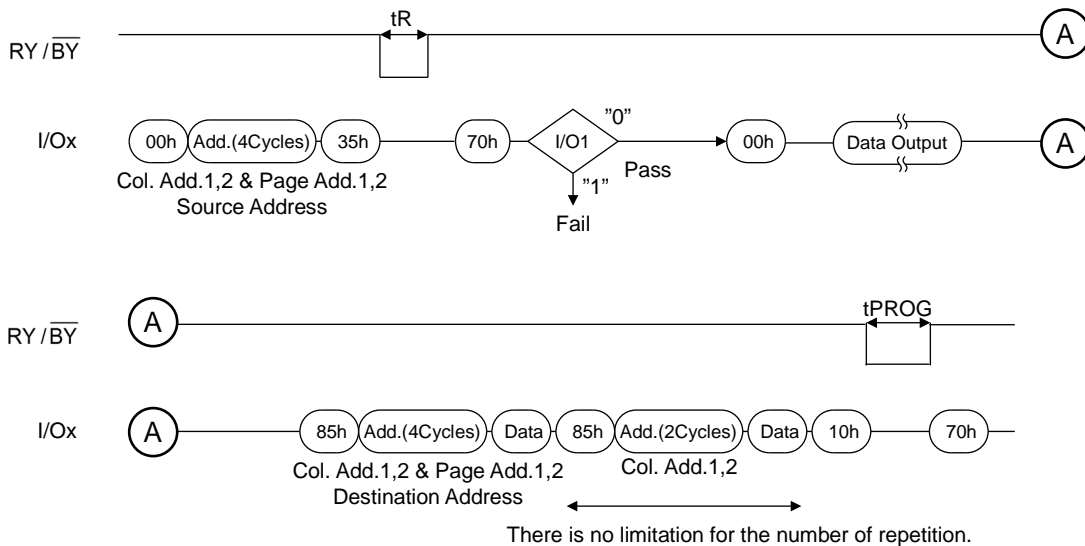 tR
RY / BY
A
I/Ox
00h Add.(4Cycles) 35h 70h I/O1 "0" 00h Data Output A
Pass
"1"
Col. Add.1,2 & Page Add.1,2
Source Address
Fail
tPROG
RY / BY
A
I/Ox
A 85h Add.(4Cycles) Data 85h Add.(2Cycles) Data 10h 70h
Col. Add.1,2 & Page Add.1,2 Col. Add.1,2
Destination Address
There is no limitation for the number of repetition.